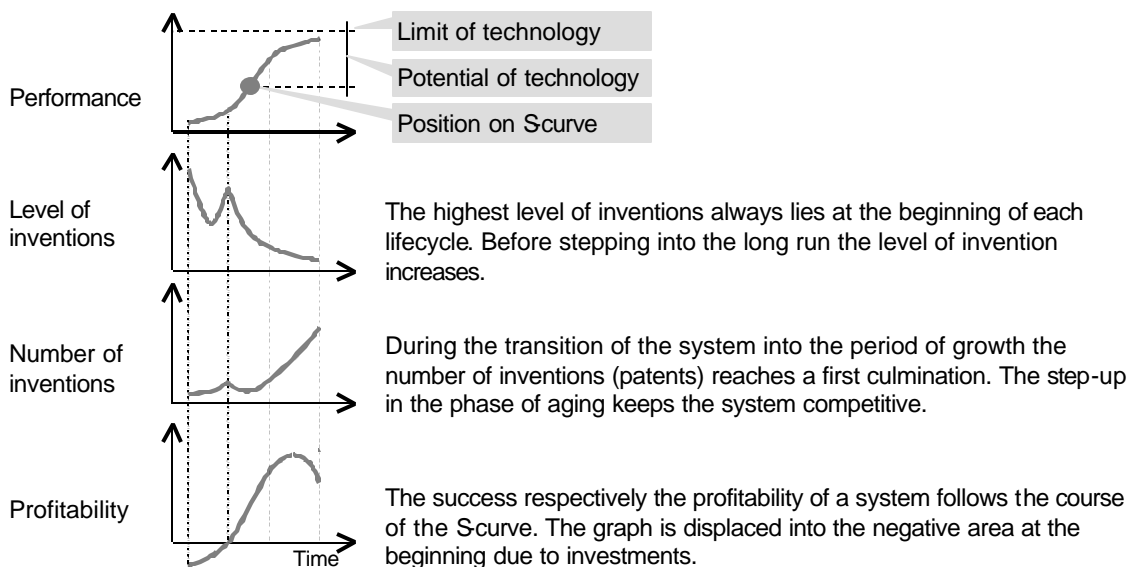 Limit of technology
Potential of technology
Performance
Position on S-curve
Level of
inventions
The highest level of inventions always lies at the beginning of each
lifecycle. Before stepping into the long run the level of invention
increases.
Number of
inventions
During the transition of the system into the period of growth the
number of inventions (patents) reaches a first culmination. The step-up
in the phase of aging keeps the system competitive.
Profitability
The success respectively the profitability of a system follows the course
of the S-curve. The graph is displaced into the negative area at the
beginning due to investments.
Time